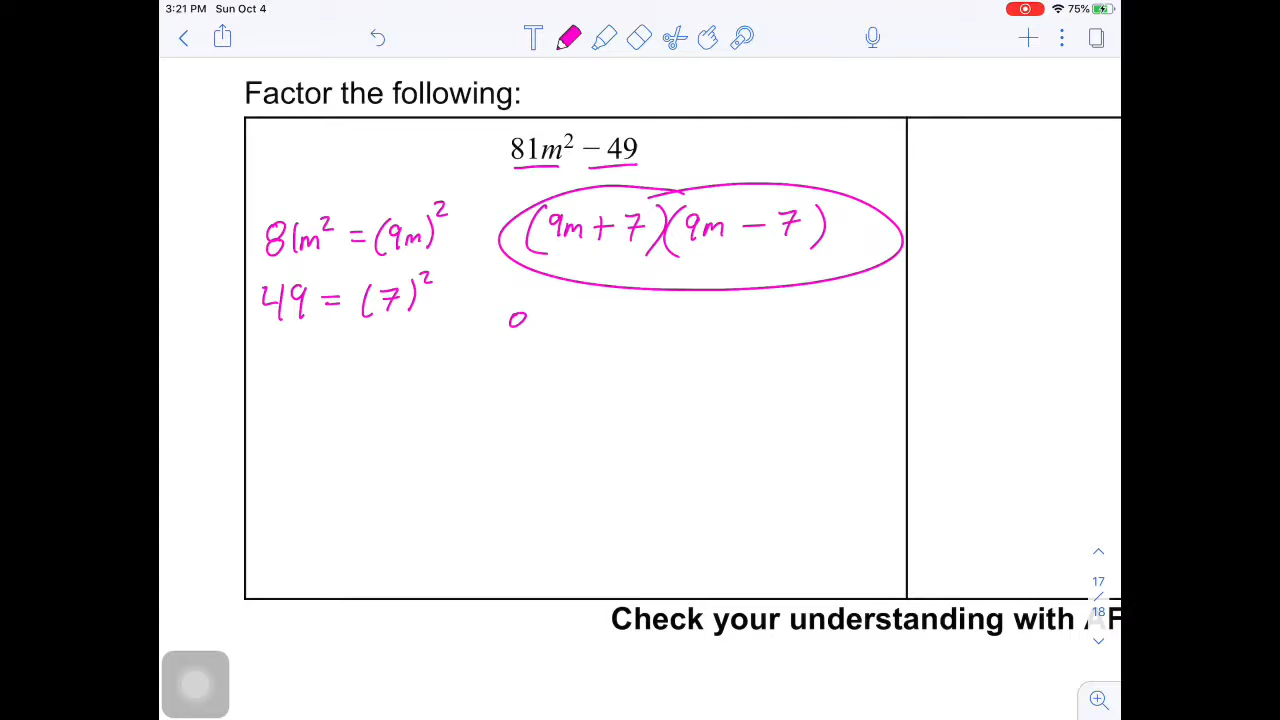 3:21 PM Sun Oct 4
75%
Factor the following:
81m² − 49
(9m + 7)(9m − 7)
81m² = (9m)²
49 = (7)²
17
18
Check your understanding with